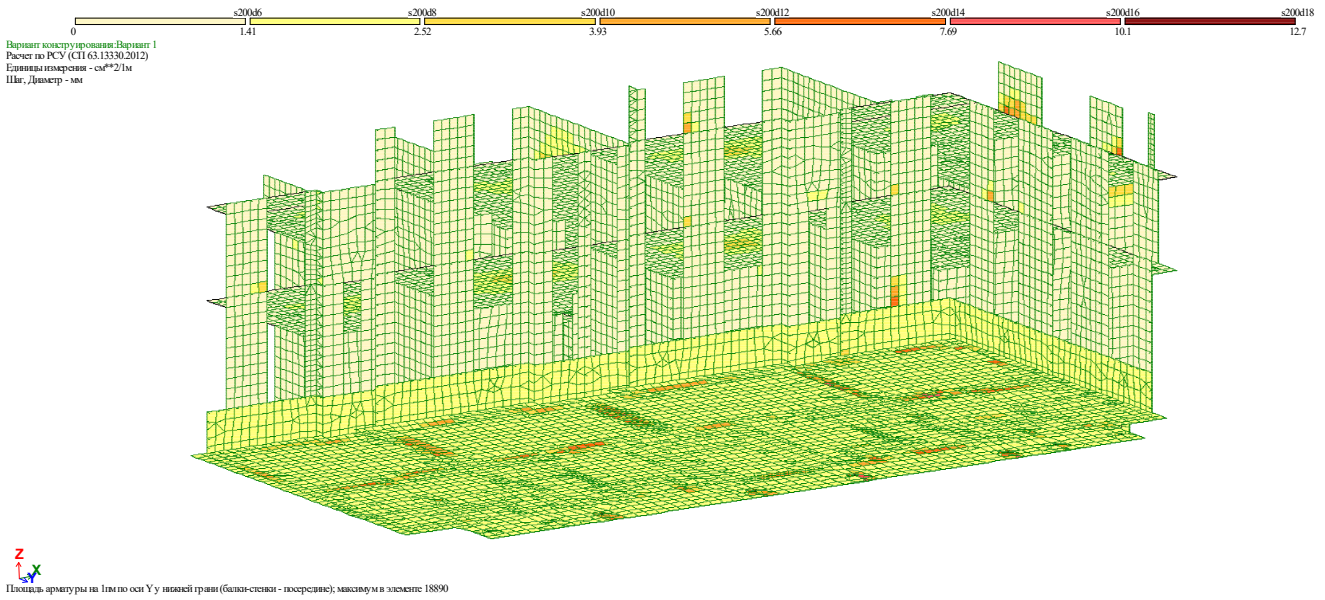 s200d6 s200d8 s200d10 s200d12 s200d14 s200d16 s200d18
0 1.41 2.52 3.93 5.66 7.69 10.1 12.7
Вариант конструирования:Вариант 1
Расчет по РСУ (СП 63.13330.2012)
Единицы измерения - см**2/1м
Шаг, Диаметр - мм
Z
X
Y
Площадь арматуры на 1пм по оси Y у нижней грани (балки-стенки - посередине); максимум в элементе 18890